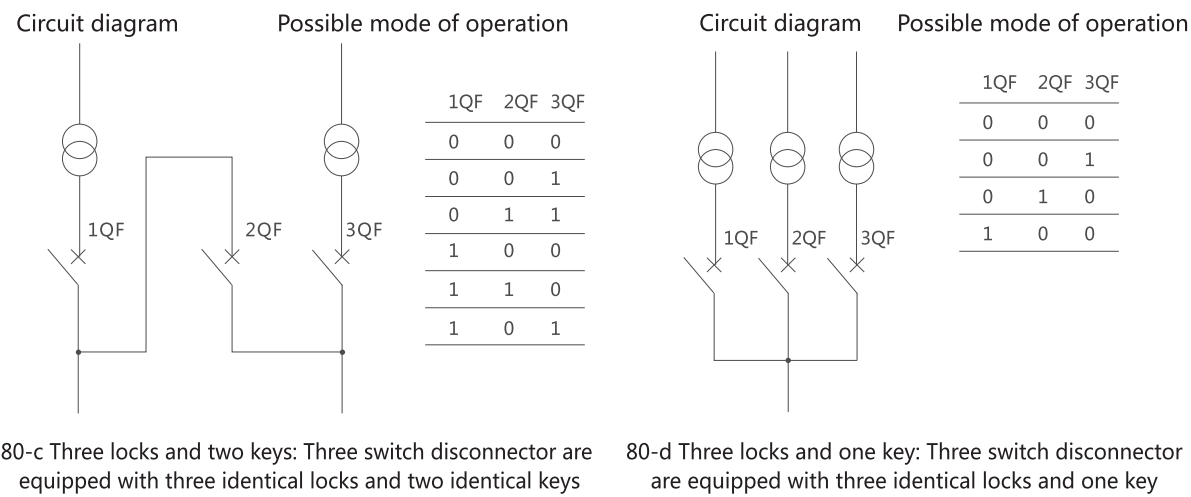 Circuit diagram
Possible mode of operation
1QF 2QF 3QF
0 0 0
0 0 1
0 1 1
1 0 0
1 1 0
1 0 1
1QF
2QF
3QF
80-c Three locks and two keys: Three switch disconnector are
equipped with three identical locks and two identical keys
Circuit diagram
Possible mode of operation
1QF 2QF 3QF
0 0 0
0 0 1
0 1 0
1 0 0
1QF
2QF
3QF
80-d Three locks and one key: Three switch disconnector
are equipped with three identical locks and one key